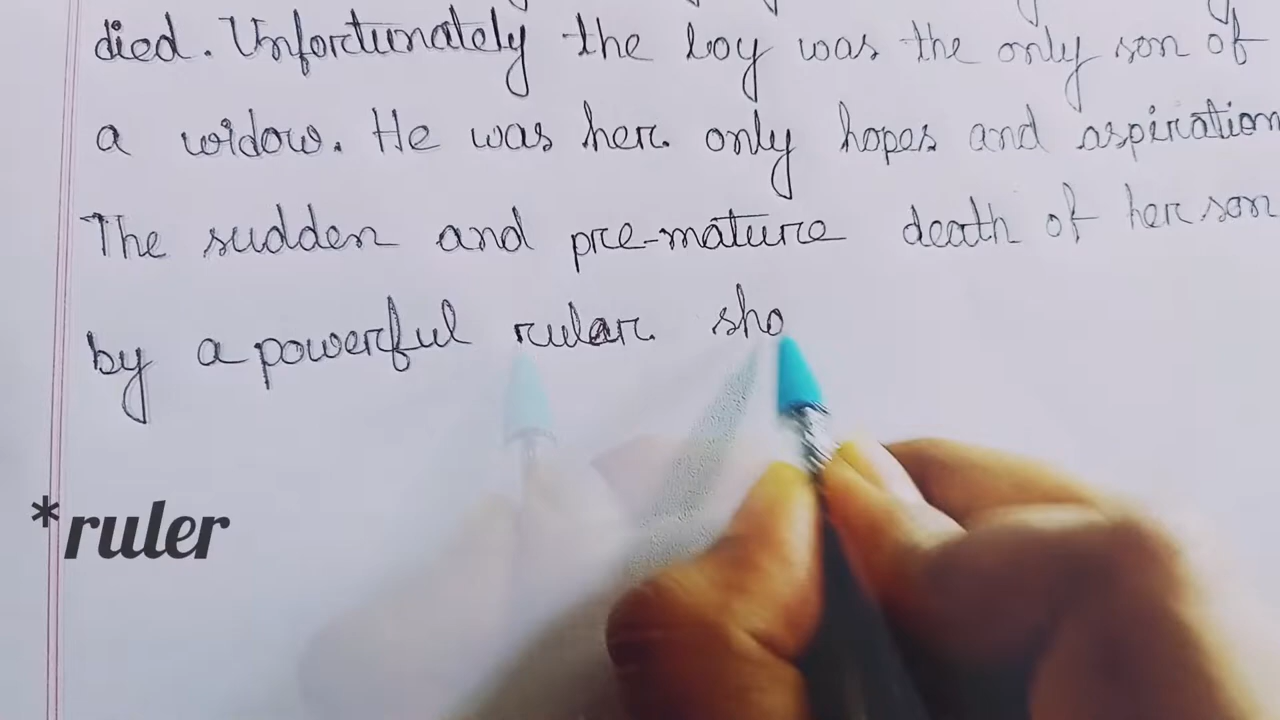 died. Unfortunately the boy was the only son of
a widow. He was her only hopes and aspiration
The sudden and pre-mature death of her son
by a powerful rular sho
*ruler